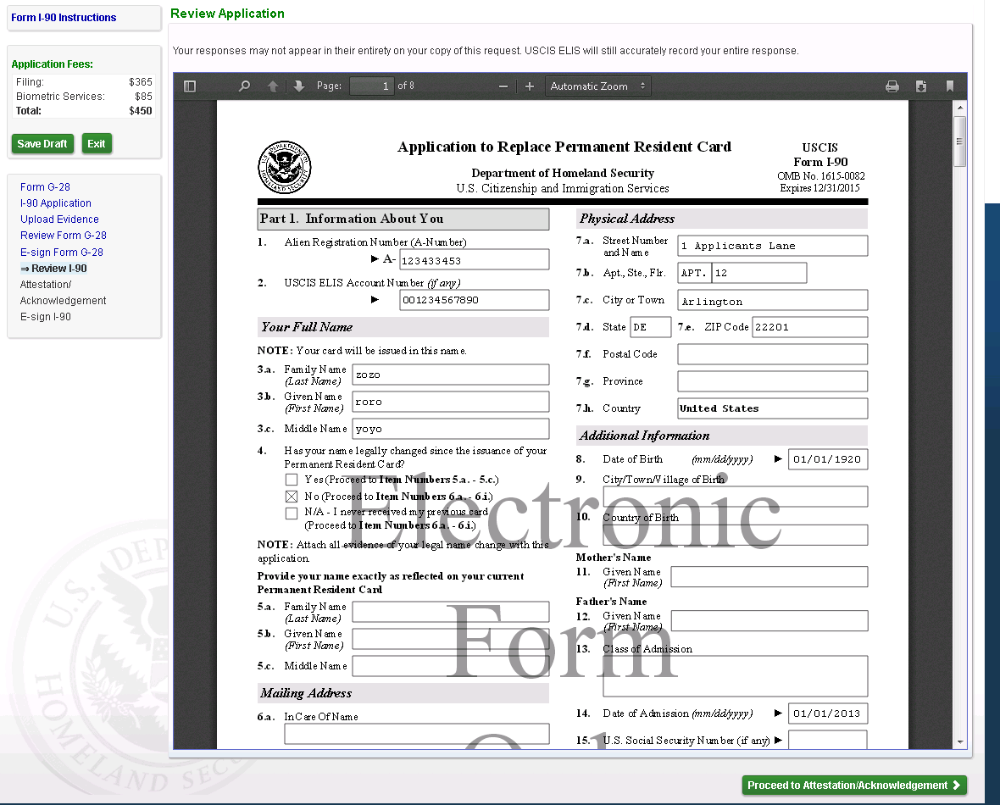 Form I-90 Instructions
Application Fees:
Filing: $365
Biometric Services: $85
Total: $450
Save Draft Exit
Form G-28
I-90 Application
Upload Evidence
Review Form G-28
E-sign Form G-28
⇒ Review I-90
Attestation/
Acknowledgement
E-sign I-90
Review Application
Your responses may not appear in their entirety on your copy of this request. USCIS ELIS will still accurately record your entire response.
Page: 1 of 8 Automatic Zoom
U.S. DEPARTMENT OF HOMELAND SECURITY
Application to Replace Permanent Resident Card
Department of Homeland Security
U.S. Citizenship and Immigration Services
USCIS
Form I-90
OMB No. 1615-0082
Expires 12/31/2015
Part 1. Information About You
1. Alien Registration Number (A-Number)
▶ A- 123433453
2. USCIS ELIS Account Number (if any)
▶ 001234567890
Your Full Name
NOTE: Your card will be issued in this name.
3.a. Family Name (Last Name) zozo
3.b. Given Name (First Name) roro
3.c. Middle Name yoyo
4. Has your name legally changed since the issuance of your
Permanent Resident Card?
Yes (Proceed to Item Numbers 5.a. - 5.c.)
No (Proceed to Item Numbers 6.a. - 6.i.)
N/A - I never received my previous card
(Proceed to Item Numbers 6.a. - 6.i.)
NOTE: Attach all evidence of your legal name change with this
application.
Provide your name exactly as reflected on your current
Permanent Resident Card
5.a. Family Name (Last Name)
5.b. Given Name (First Name)
5.c. Middle Name
Mailing Address
6.a. In Care Of Name
Physical Address
7.a. Street Number and Name 1 Applicants Lane
7.b. Apt., Ste., Flr. APT. 12
7.c. City or Town Arlington
7.d. State DE 7.e. ZIP Code 22201
7.f. Postal Code
7.g. Province
7.h. Country United States
Additional Information
8. Date of Birth (mm/dd/yyyy) ▶ 01/01/1920
9. City/Town/Village of Birth
10. Country of Birth
Mother's Name
11. Given Name (First Name)
Father's Name
12. Given Name (First Name)
13. Class of Admission
14. Date of Admission (mm/dd/yyyy) ▶ 01/01/2013
15. U.S. Social Security Number (if any) ▶
Electronic
Form
Proceed to Attestation/Acknowledgement